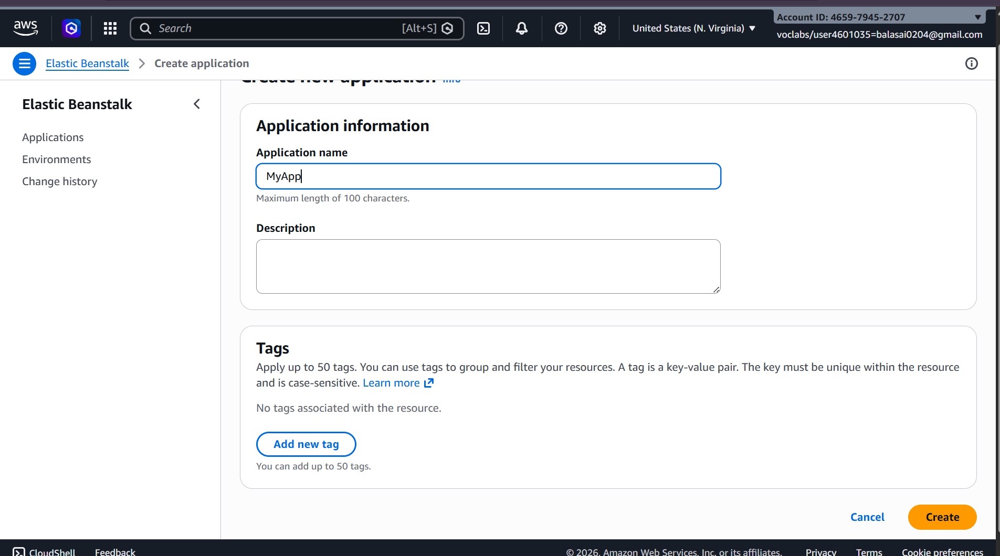 aws
Search
[Alt+S]
United States (N. Virginia)
Account ID: 4659-7945-2707
voclabs/user4601035=balasai0204@gmail.com
Elastic Beanstalk
Create application
Create new application
Info
Elastic Beanstalk
Applications
Environments
Change history
Application information
Application name
MyApp
Maximum length of 100 characters.
Description
Tags
Apply up to 50 tags. You can use tags to group and filter your resources. A tag is a key-value pair. The key must be unique within the resource
and is case-sensitive. Learn more
No tags associated with the resource.
Add new tag
You can add up to 50 tags.
Cancel
Create
CloudShell
Feedback
© 2026, Amazon Web Services, Inc. or its affiliates.
Privacy
Terms
Cookie preferences